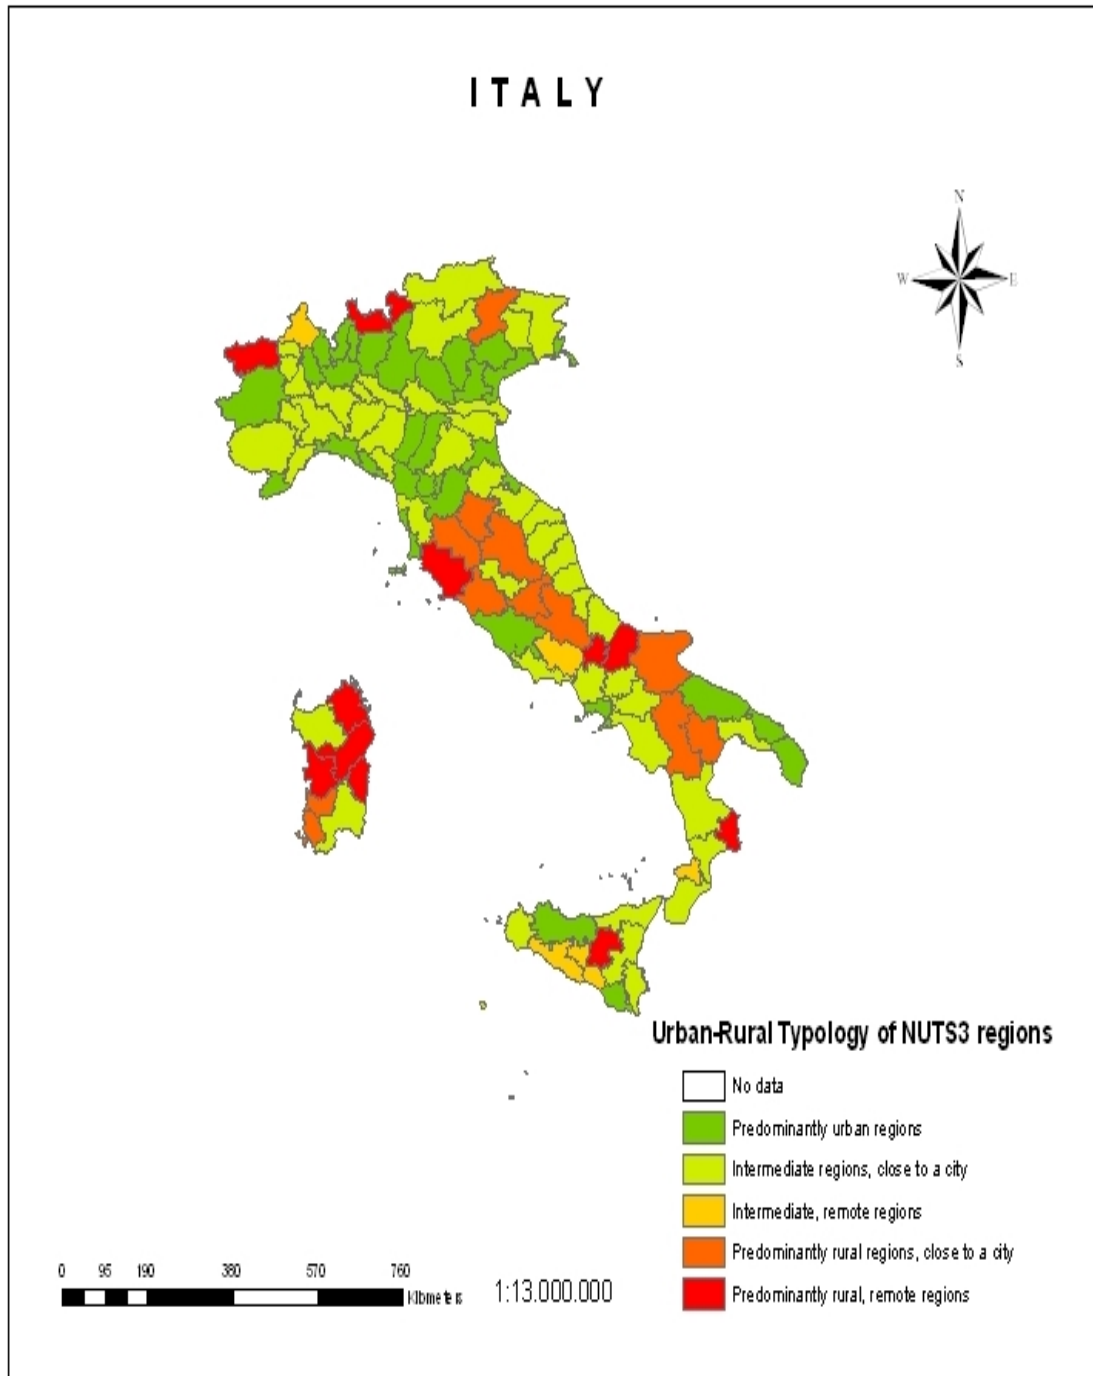 I T A L Y
N
W E
S
Urban-Rural Typology of NUTS3 regions
No data
Predominantly urban regions
Intermediate regions, close to a city
Intermediate, remote regions
Predominantly rural regions, close to a city
Predominantly rural, remote regions
0 95 190 380 570 760
Kilometers
1:13.000.000